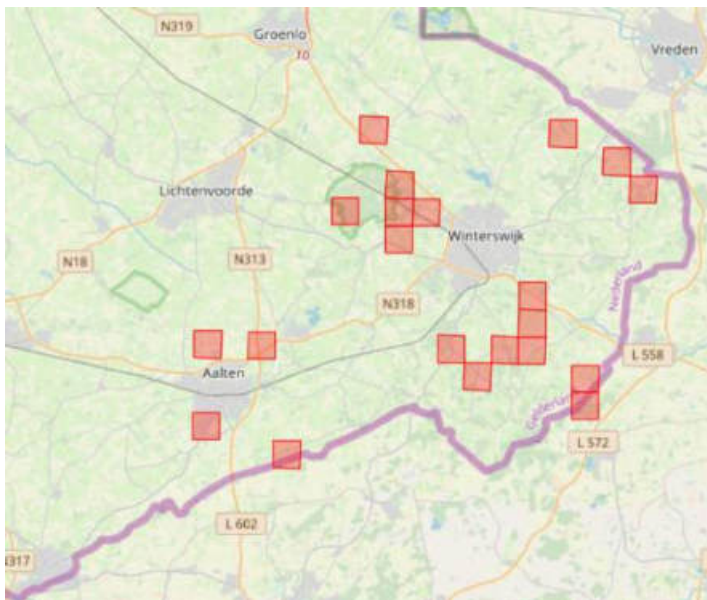 N319
Groenlo
10
Vreden
Lichtenvoorde
Winterswijk
N18
N313
N318
Nederland
L 558
Aalten
Gelderland
L 572
L 602
N317